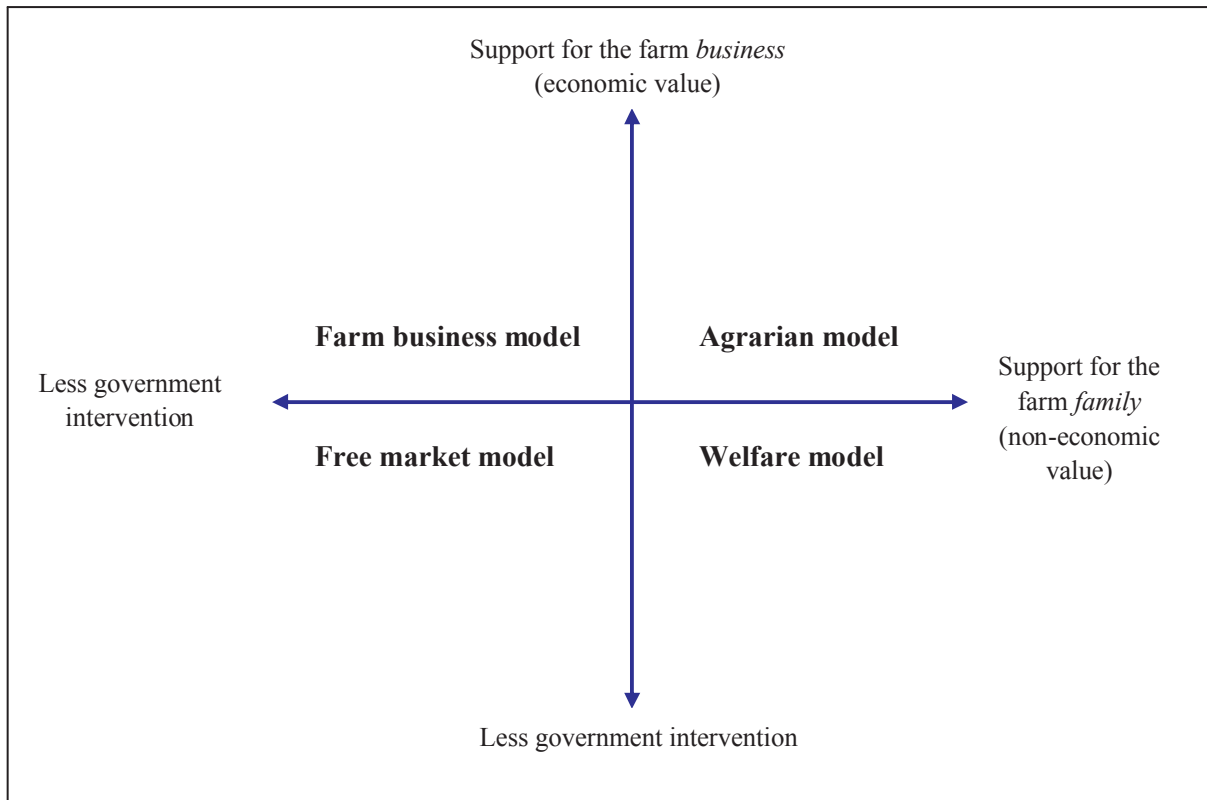 Support for the farm business
(economic value)
Farm business model
Agrarian model
Less government
intervention
Support for the
farm family
(non-economic
value)
Free market model
Welfare model
Less government intervention